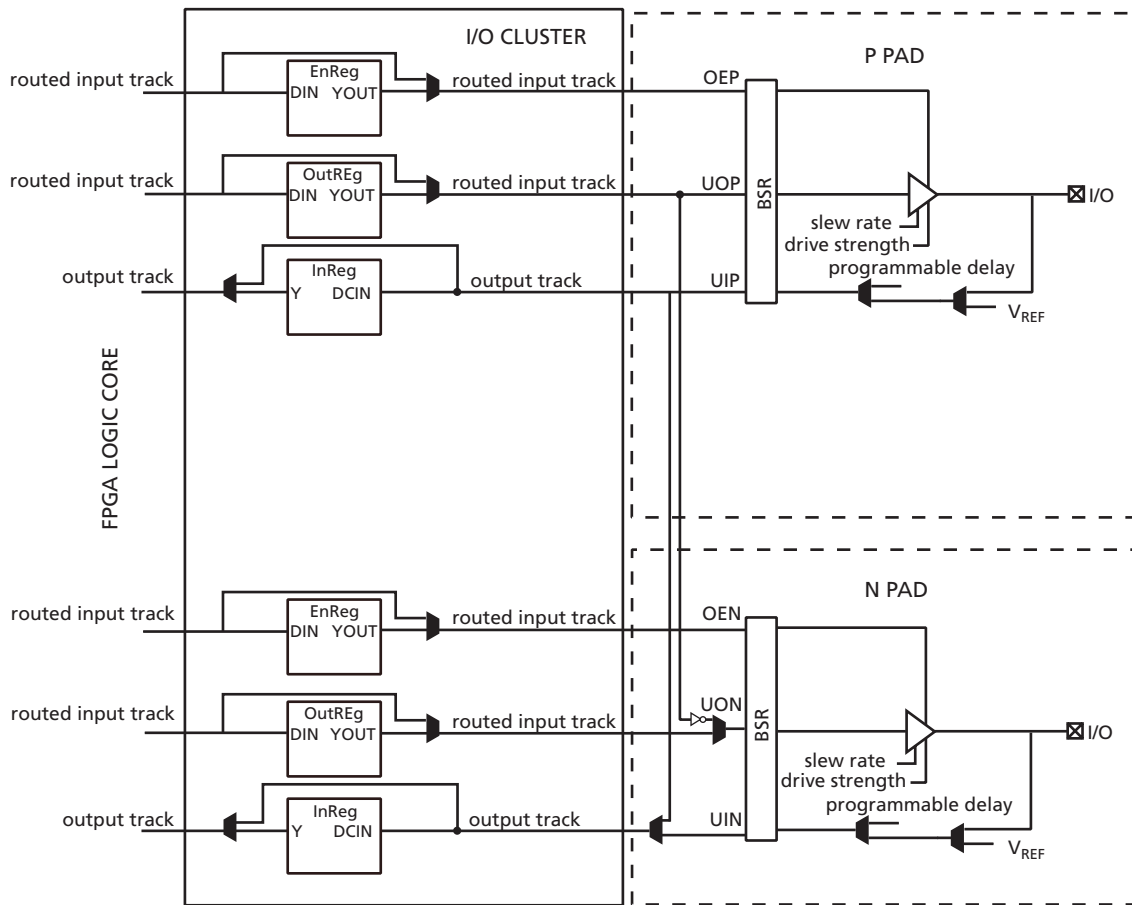 I/O CLUSTER
P PAD
routed input track
EnReg
DIN YOUT
routed input track
OEP
routed input track
OutREg
DIN YOUT
routed input track
UOP
BSR
I/O
slew rate
drive strength
output track
InReg
Y DCIN
output track
UIP
programmable delay
VREF
FPGA LOGIC CORE
N PAD
routed input track
EnReg
DIN YOUT
routed input track
OEN
routed input track
OutREg
DIN YOUT
routed input track
UON
BSR
I/O
slew rate
drive strength
output track
InReg
Y DCIN
output track
UIN
programmable delay
VREF